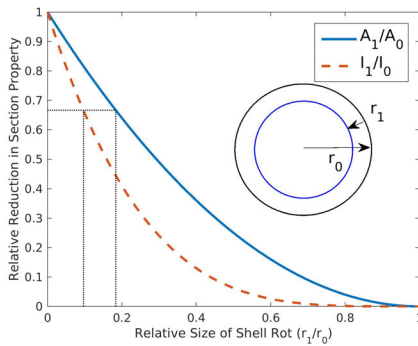 1
0.9
0.8
0.7
0.6
0.5
0.4
0.3
0.2
0.1
0
Relative Reduction in Section Property
A₁/A₀
I₁/I₀
r₁
r₀
0 0.2 0.4 0.6 0.8 1
Relative Size of Shell Rot (r₁/r₀)